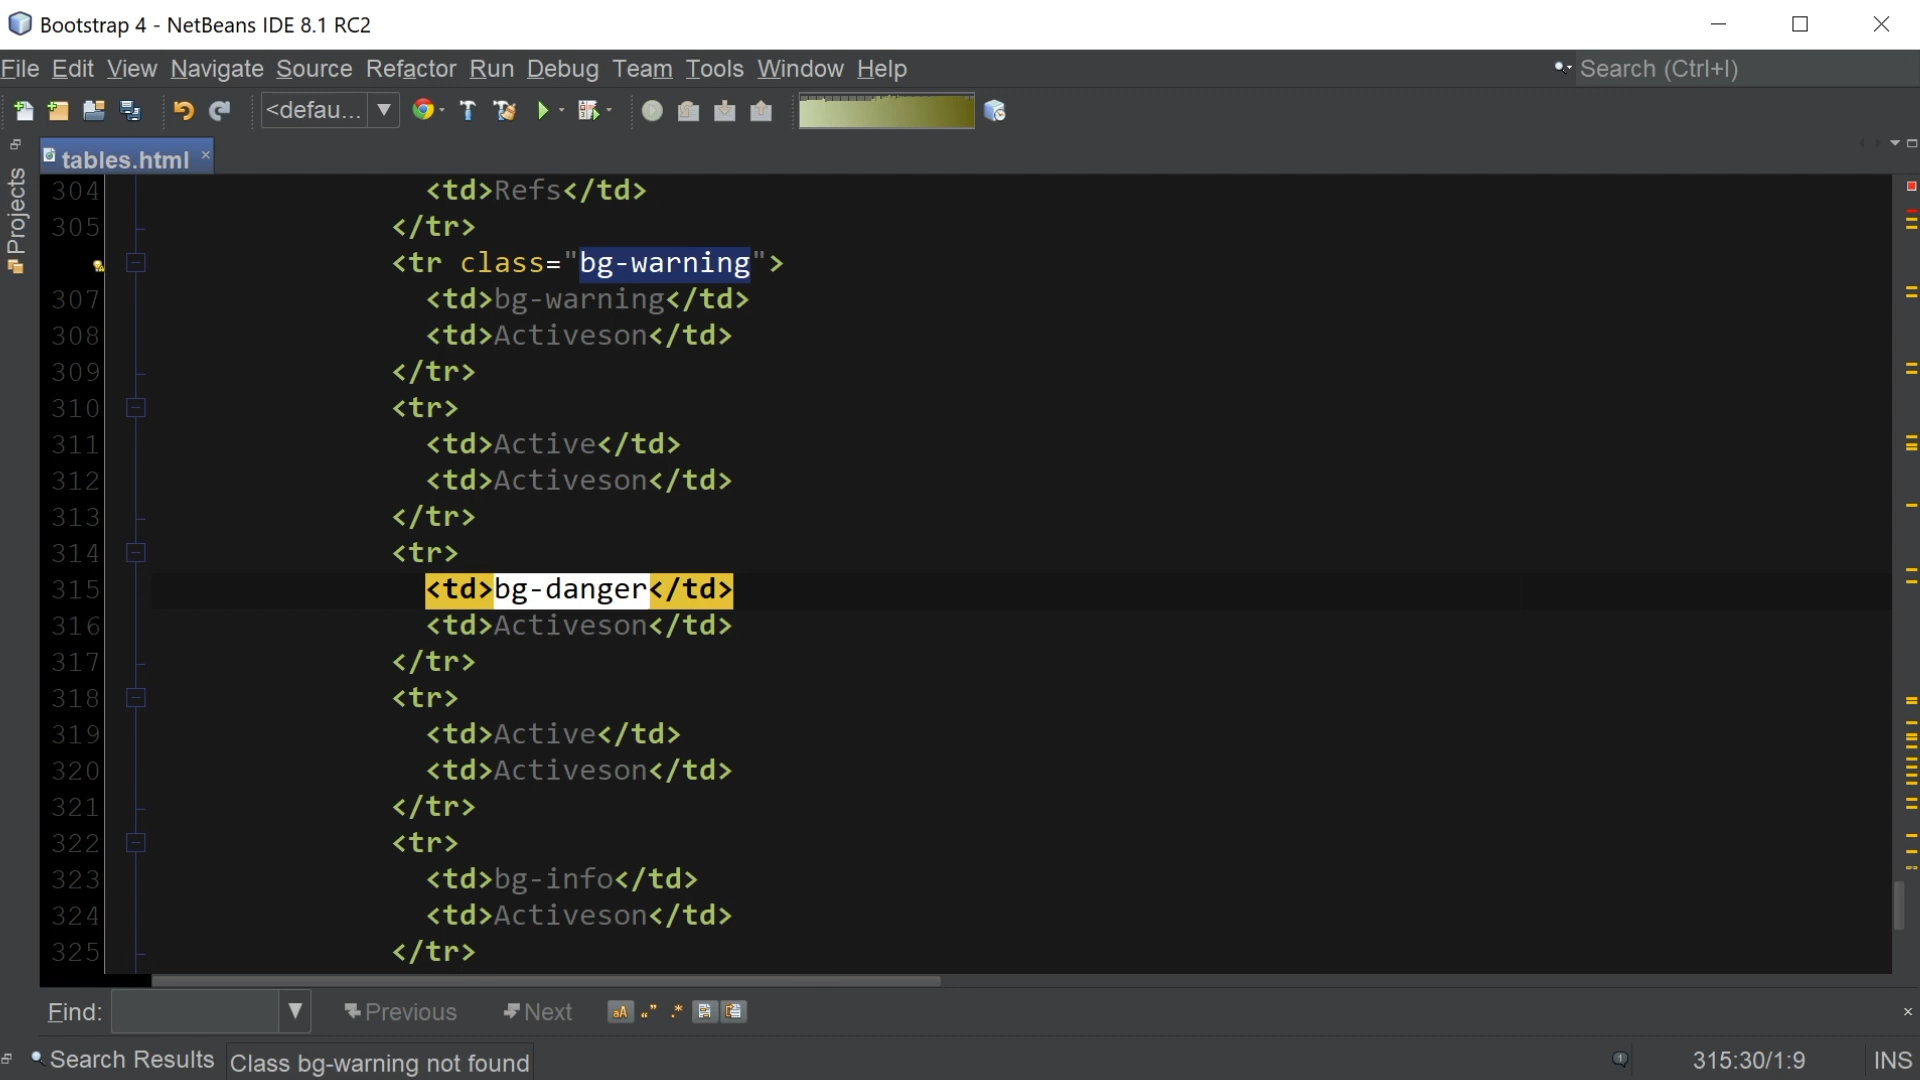 Bootstrap 4 - NetBeans IDE 8.1 RC2
File Edit View Navigate Source Refactor Run Debug Team Tools Window Help
Search (Ctrl+I)
<defau...
tables.html
Projects
304 <td>Refs</td>
305 </tr>
<tr class="bg-warning">
307 <td>bg-warning</td>
308 <td>Activeson</td>
309 </tr>
310 <tr>
311 <td>Active</td>
312 <td>Activeson</td>
313 </tr>
314 <tr>
315 <td>bg-danger</td>
316 <td>Activeson</td>
317 </tr>
318 <tr>
319 <td>Active</td>
320 <td>Activeson</td>
321 </tr>
322 <tr>
323 <td>bg-info</td>
324 <td>Activeson</td>
325 </tr>
Find: Previous Next aA
Search Results Class bg-warning not found 315:30/1:9 INS